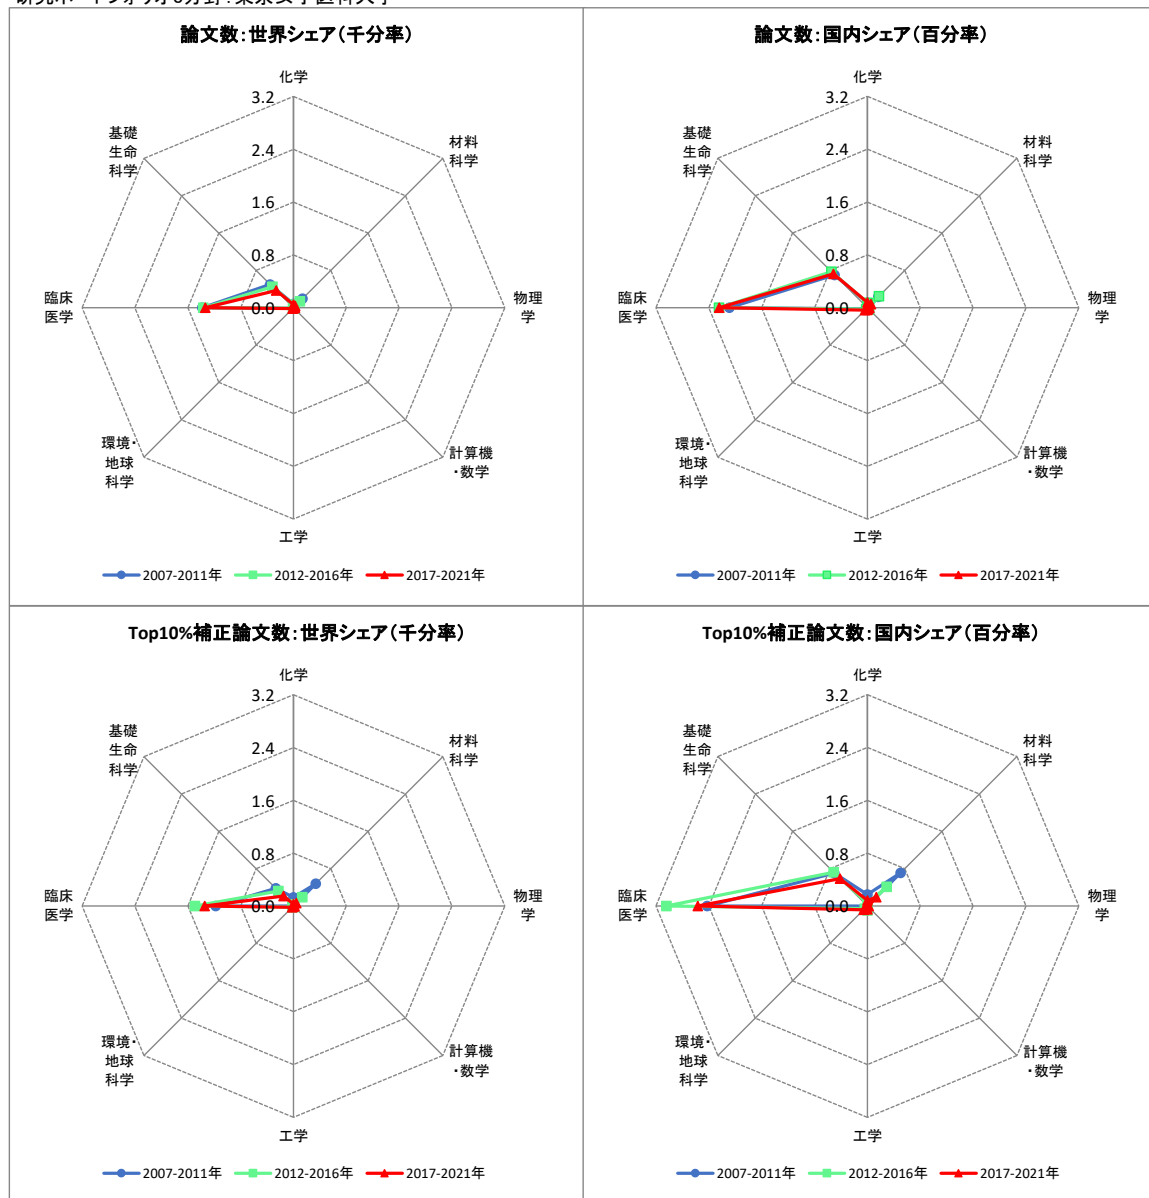 論文数：世界シェア（千分率）
化学
3.2
2.4
1.6
0.8
0.0
材料
科学
物理
学
計算機
・数学
工学
環境・
地球
科学
臨床
医学
基礎
生命
科学
2007-2011年
2012-2016年
2017-2021年
論文数：国内シェア（百分率）
化学
3.2
2.4
1.6
0.8
0.0
材料
科学
物理
学
計算機
・数学
工学
環境・
地球
科学
臨床
医学
基礎
生命
科学
2007-2011年
2012-2016年
2017-2021年
Top10%補正論文数：世界シェア（千分率）
化学
3.2
2.4
1.6
0.8
0.0
材料
科学
物理
学
計算機
・数学
工学
環境・
地球
科学
臨床
医学
基礎
生命
科学
2007-2011年
2012-2016年
2017-2021年
Top10%補正論文数：国内シェア（百分率）
化学
3.2
2.4
1.6
0.8
0.0
材料
科学
物理
学
計算機
・数学
工学
環境・
地球
科学
臨床
医学
基礎
生命
科学
2007-2011年
2012-2016年
2017-2021年